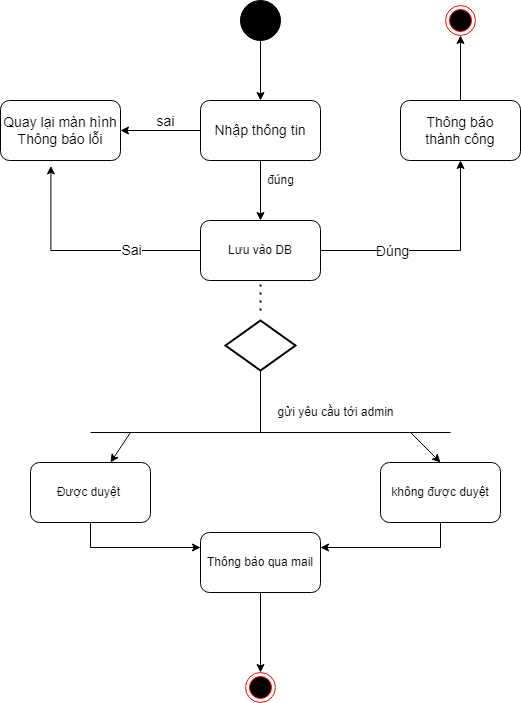 Quay lại màn hình
Thông báo lỗi
sai
Nhập thông tin
Thông báo
thành công
đúng
Sai
Lưu vào DB
Đúng
gửi yêu cầu tới admin
Được duyệt
không được duyệt
Thông báo qua mail